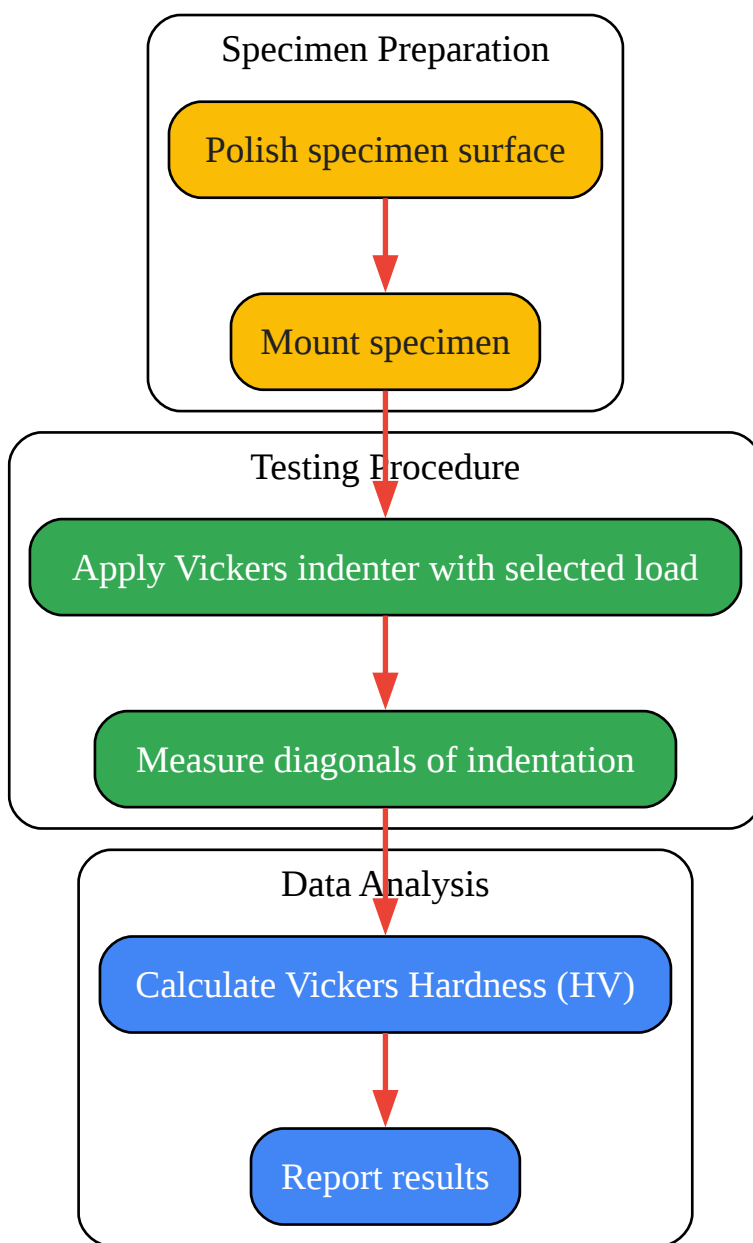 Specimen Preparation
Polish specimen surface
Mount specimen
Testing Procedure
Apply Vickers indenter with selected load
Measure diagonals of indentation
Data Analysis
Calculate Vickers Hardness (HV)
Report results